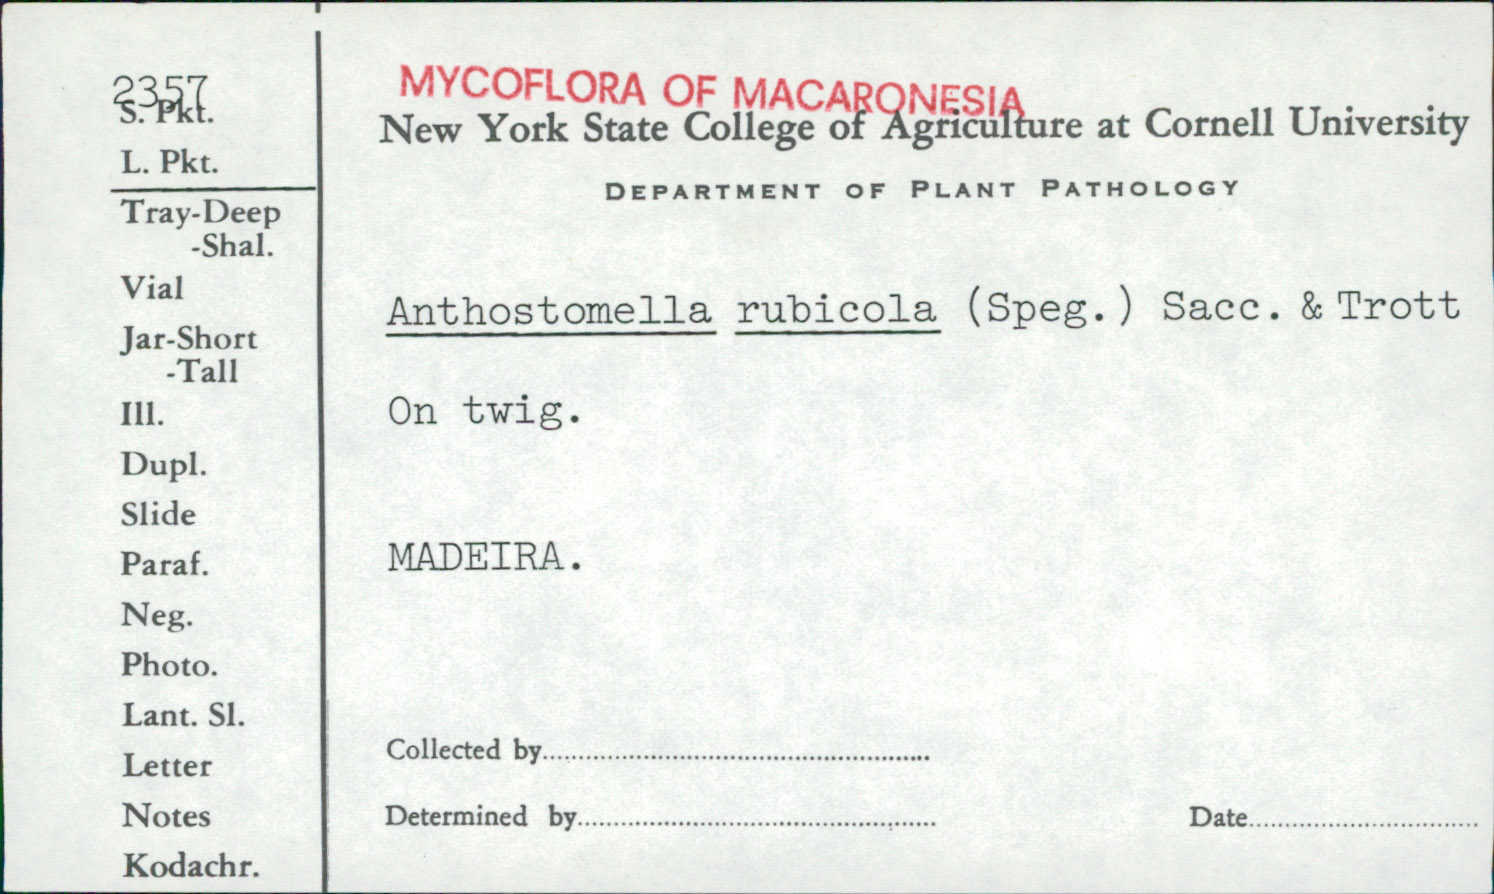 2357
S. Pkt.
L. Pkt.
Tray-Deep
-Shal.
Vial
Jar-Short
-Tall
Ill.
Dupl.
Slide
Paraf.
Neg.
Photo.
Lant. Sl.
Letter
Notes
Kodachr.
MYCOFLORA OF MACARONESIA
New York State College of Agriculture at Cornell University
DEPARTMENT OF PLANT PATHOLOGY
Anthostomella rubicola (Speg.) Sacc. & Trott
On twig.
MADEIRA.
Collected by
Determined by
Date